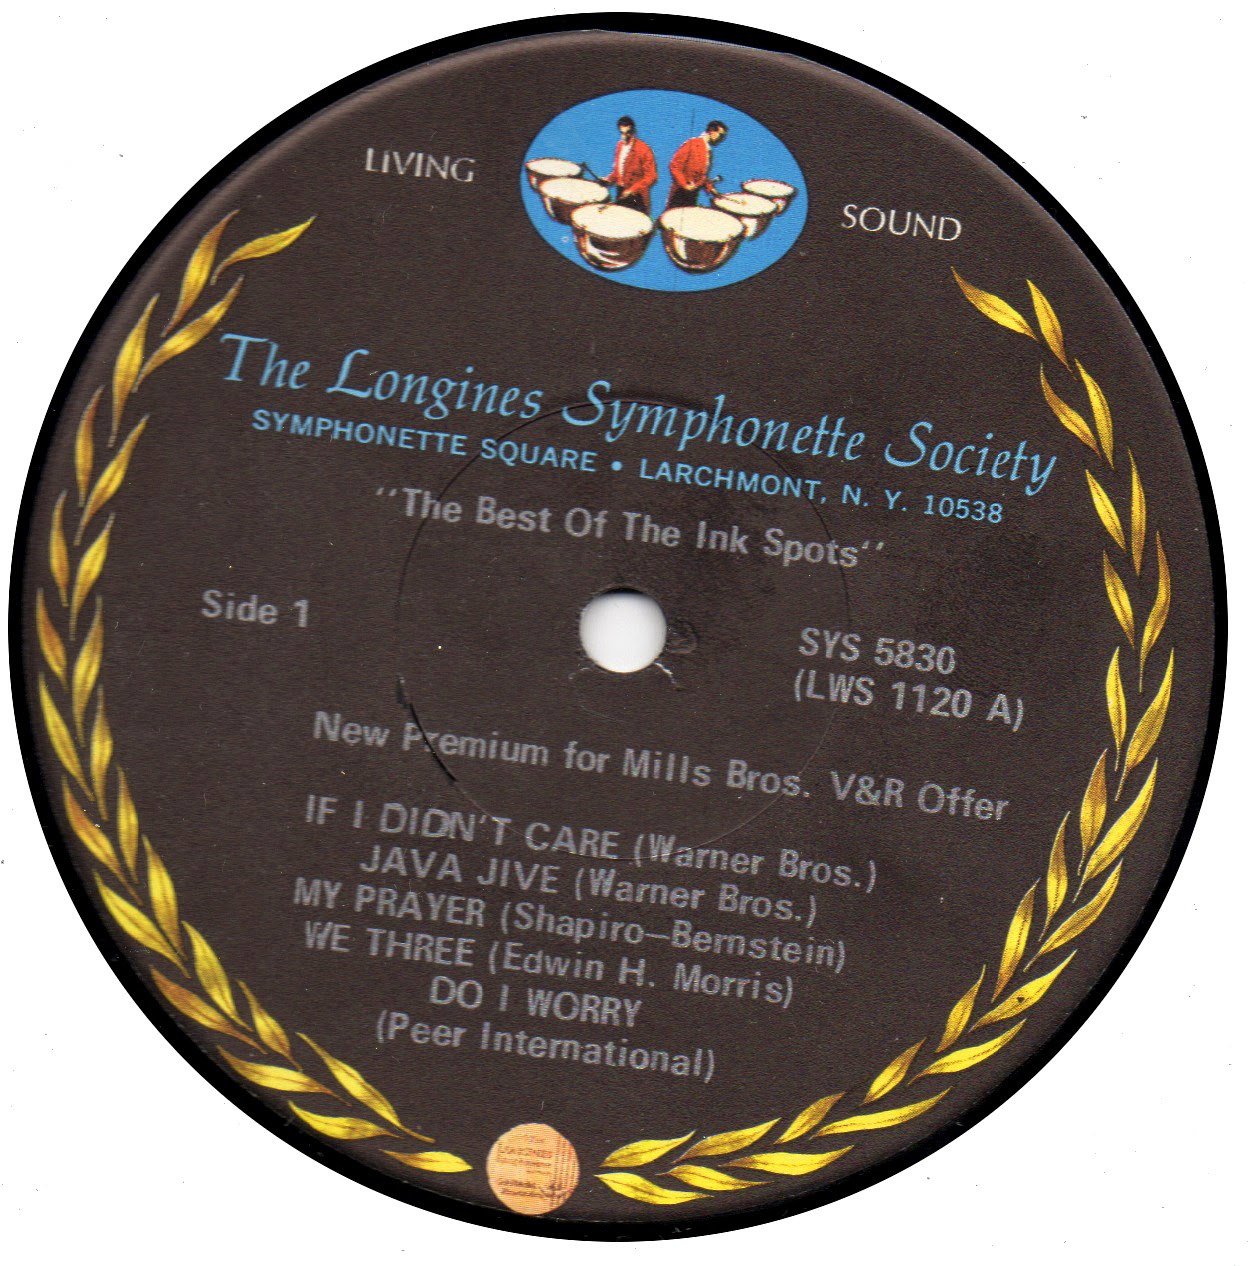 LIVING SOUND
The Longines Symphonette Society
SYMPHONETTE SQUARE • LARCHMONT, N. Y. 10538
"The Best Of The Ink Spots"
Side 1
SYS 5830
(LWS 1120 A)
New Premium for Mills Bros. V&R Offer
IF I DIDN'T CARE (Warner Bros.)
JAVA JIVE (Warner Bros.)
MY PRAYER (Shapiro—Bernstein)
WE THREE (Edwin H. Morris)
DO I WORRY
(Peer International)